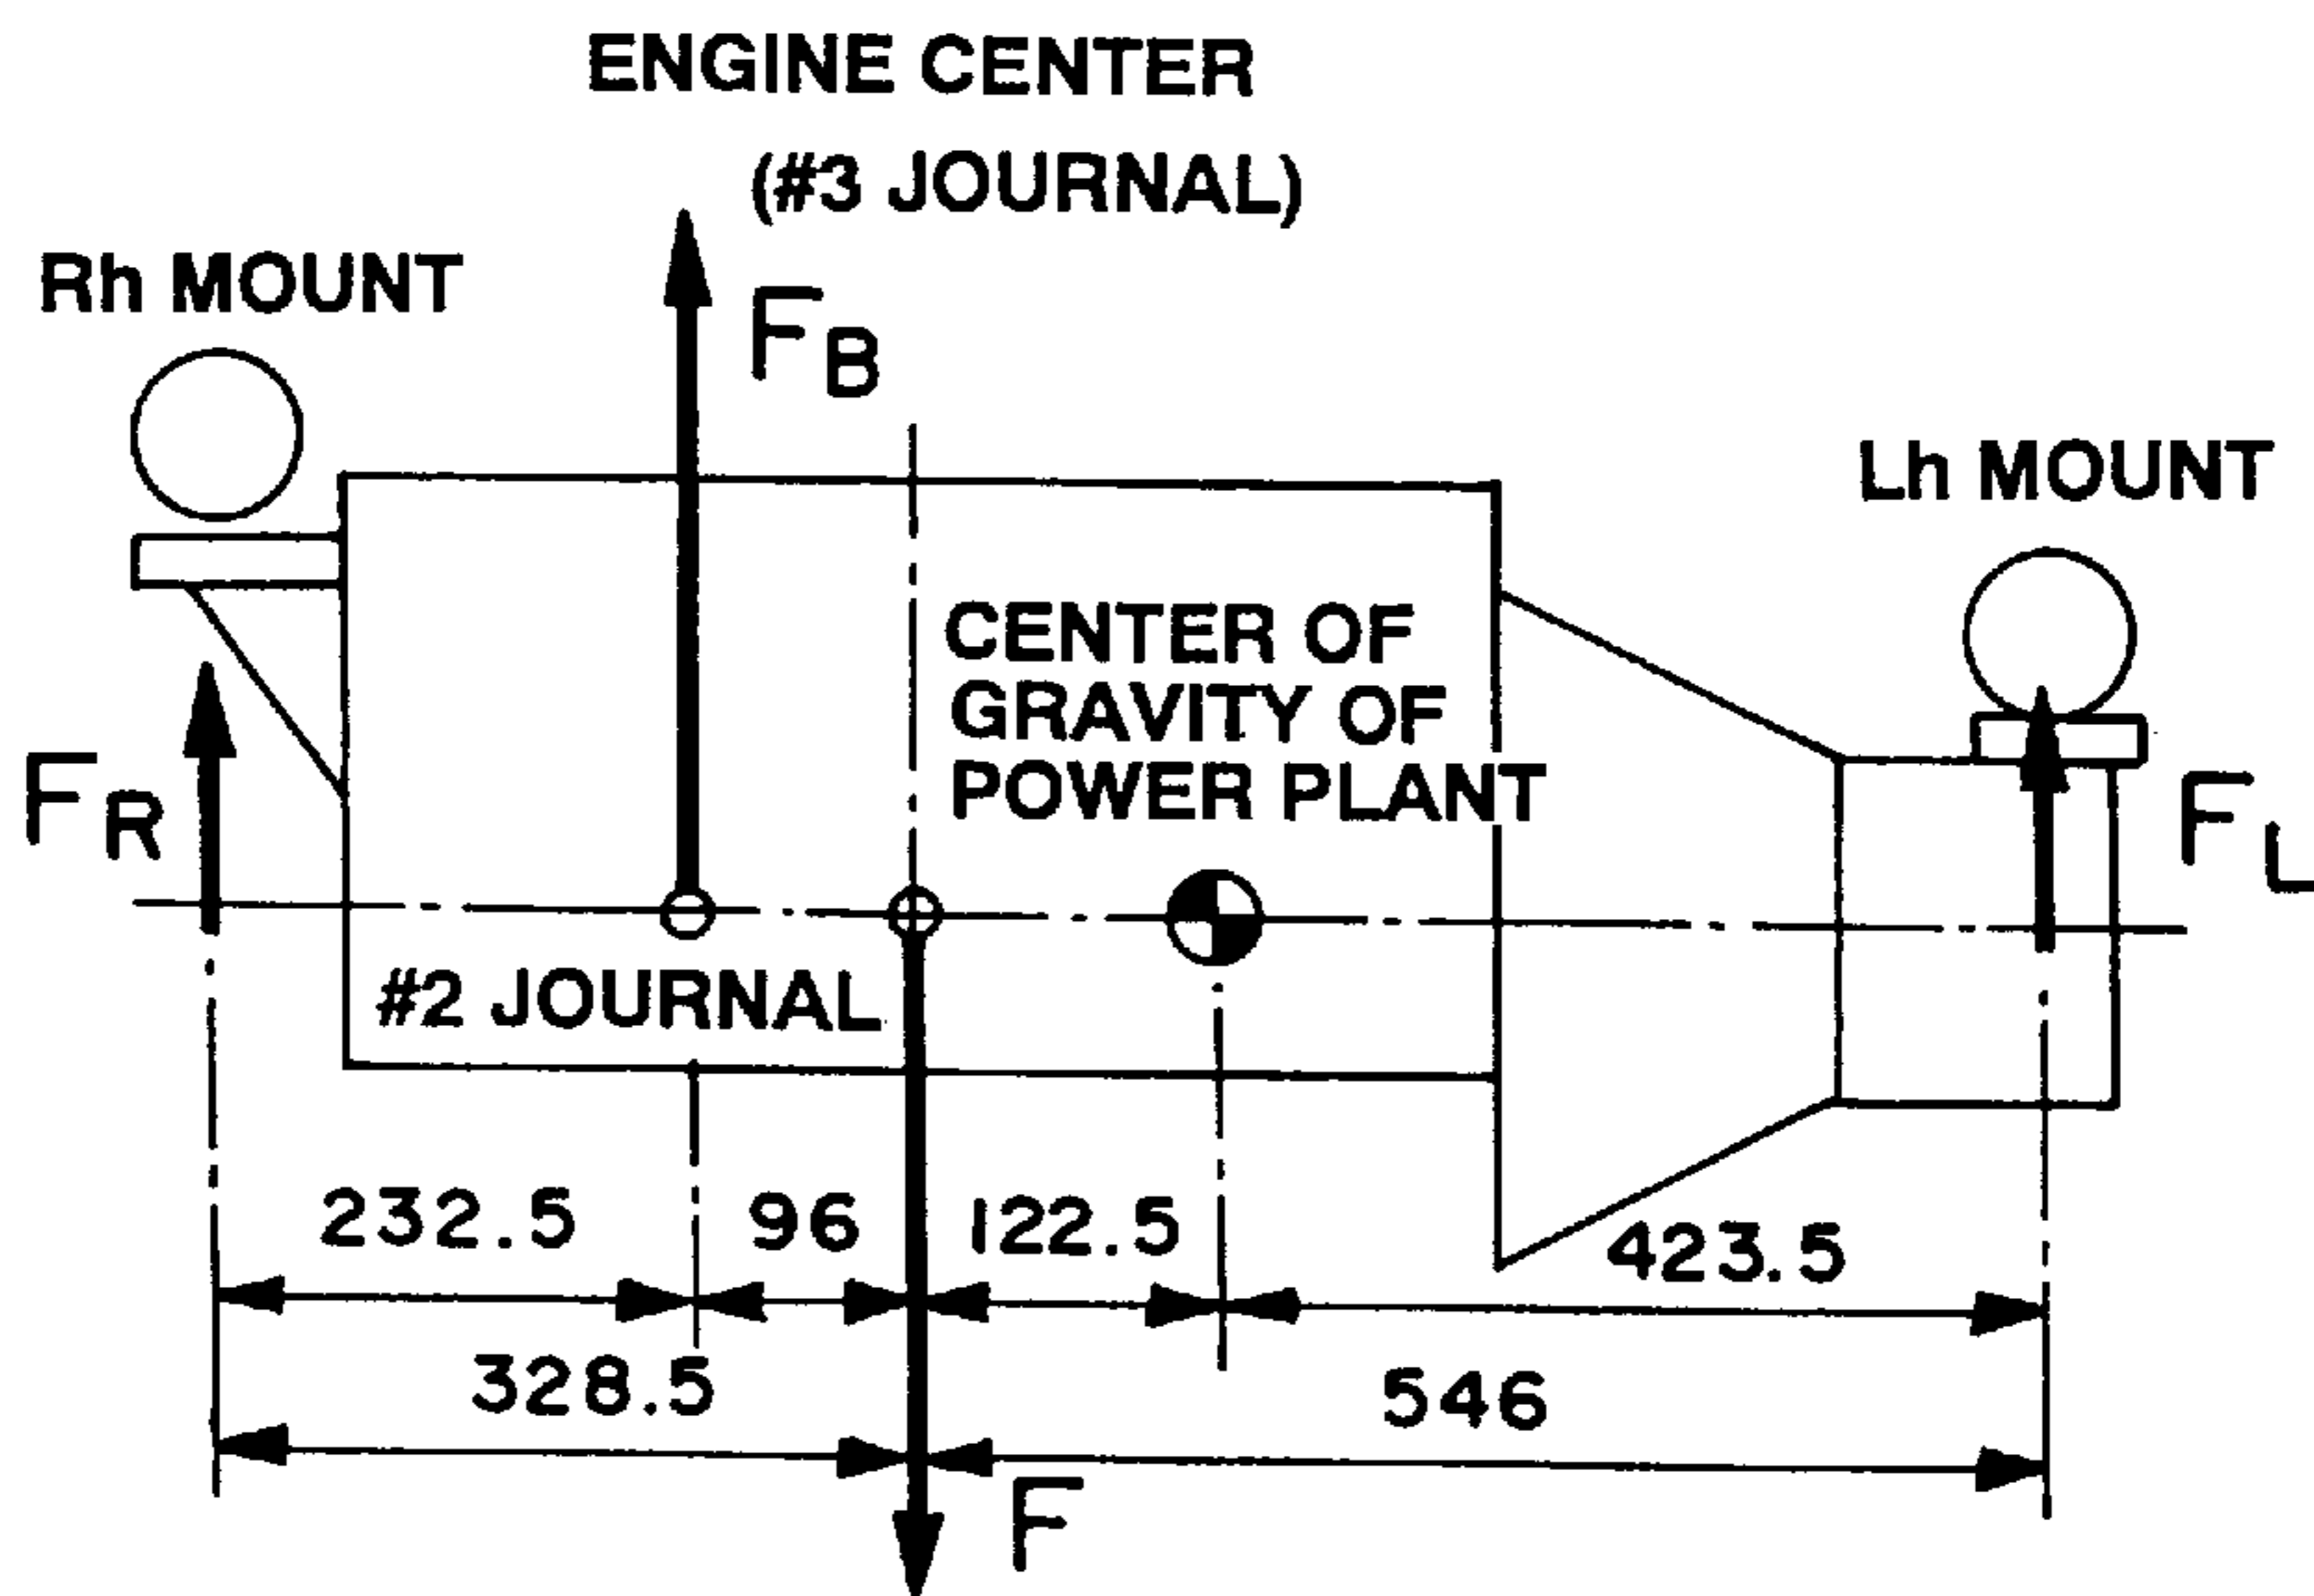 ENGINE CENTER
(#3 JOURNAL)
Rh MOUNT
FB
Lh MOUNT
CENTER OF
GRAVITY OF
POWER PLANT
FR
FL
#2 JOURNAL
232.5
96
122.5
423.5
328.5
546
F